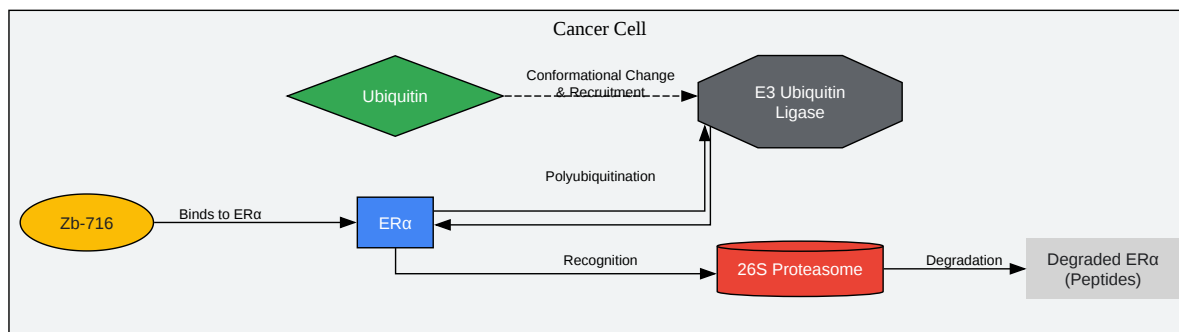 Cancer Cell
Ubiquitin
Conformational Change
& Recruitment
E3 Ubiquitin
Ligase
Polyubiquitination
Zb-716
Binds to ERα
ERα
Recognition
26S Proteasome
Degradation
Degraded ERα
(Peptides)